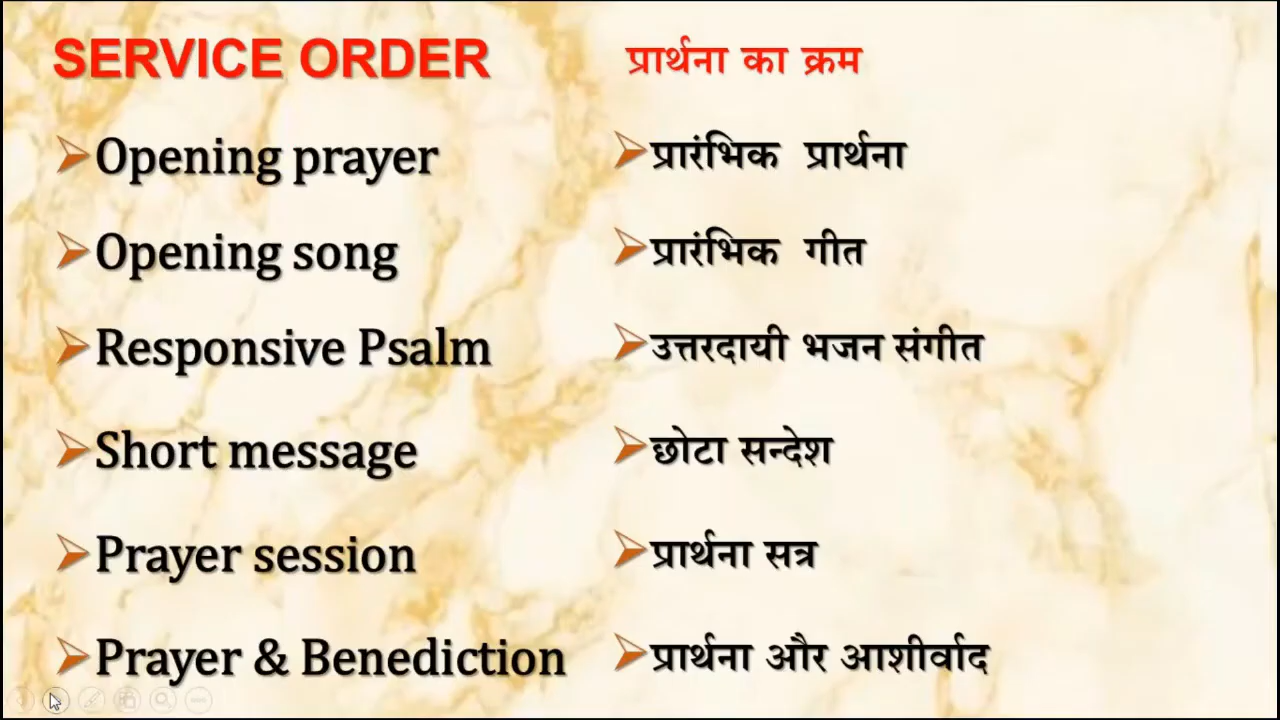 SERVICE ORDER
प्रार्थना का क्रम
Opening prayer
प्रारंभिक प्रार्थना
Opening song
प्रारंभिक गीत
Responsive Psalm
उत्तरदायी भजन संगीत
Short message
छोटा सन्देश
Prayer session
प्रार्थना सत्र
Prayer & Benediction
प्रार्थना और आशीर्वाद